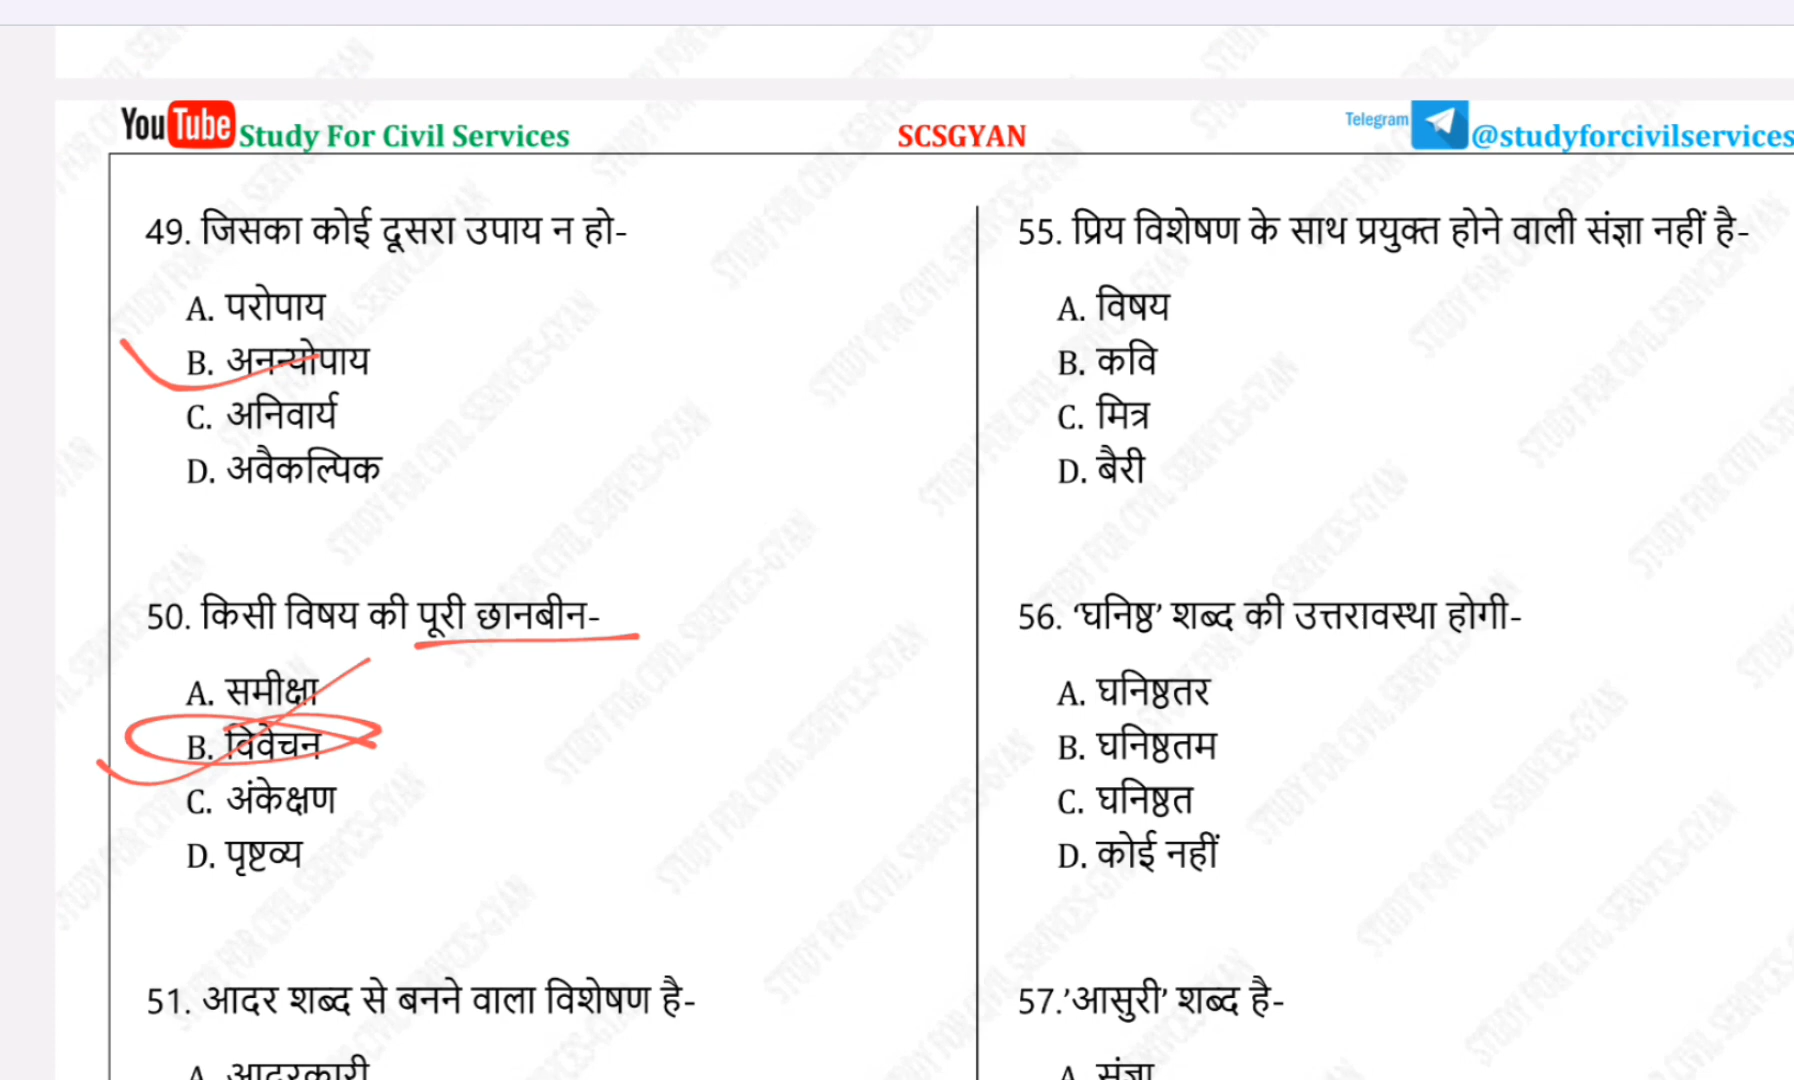 YouTube Study For Civil Services
SCSGYAN
Telegram @studyforcivilservices
49. जिसका कोई दूसरा उपाय न हो-
A. परोपाय
B. अनन्योपाय
C. अनिवार्य
D. अवैकल्पिक
50. किसी विषय की पूरी छानबीन-
A. समीक्षा
B. विवेचन
C. अंकेक्षण
D. पृष्टव्य
51. आदर शब्द से बनने वाला विशेषण है-
A. आदरकारी
55. प्रिय विशेषण के साथ प्रयुक्त होने वाली संज्ञा नहीं है-
A. विषय
B. कवि
C. मित्र
D. बैरी
56. ‘घनिष्ठ’ शब्द की उत्तरावस्था होगी-
A. घनिष्ठतर
B. घनिष्ठतम
C. घनिष्ठत
D. कोई नहीं
57.’आसुरी’ शब्द है-
A. संज्ञा